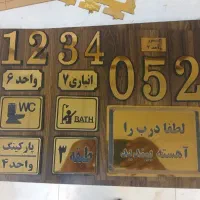 1234
052
واحد ۶
انباری ۷
WC
BATH
لطفا درب را
آهسته ببندید
پارکینگ
واحد ۴
طبقه ۳